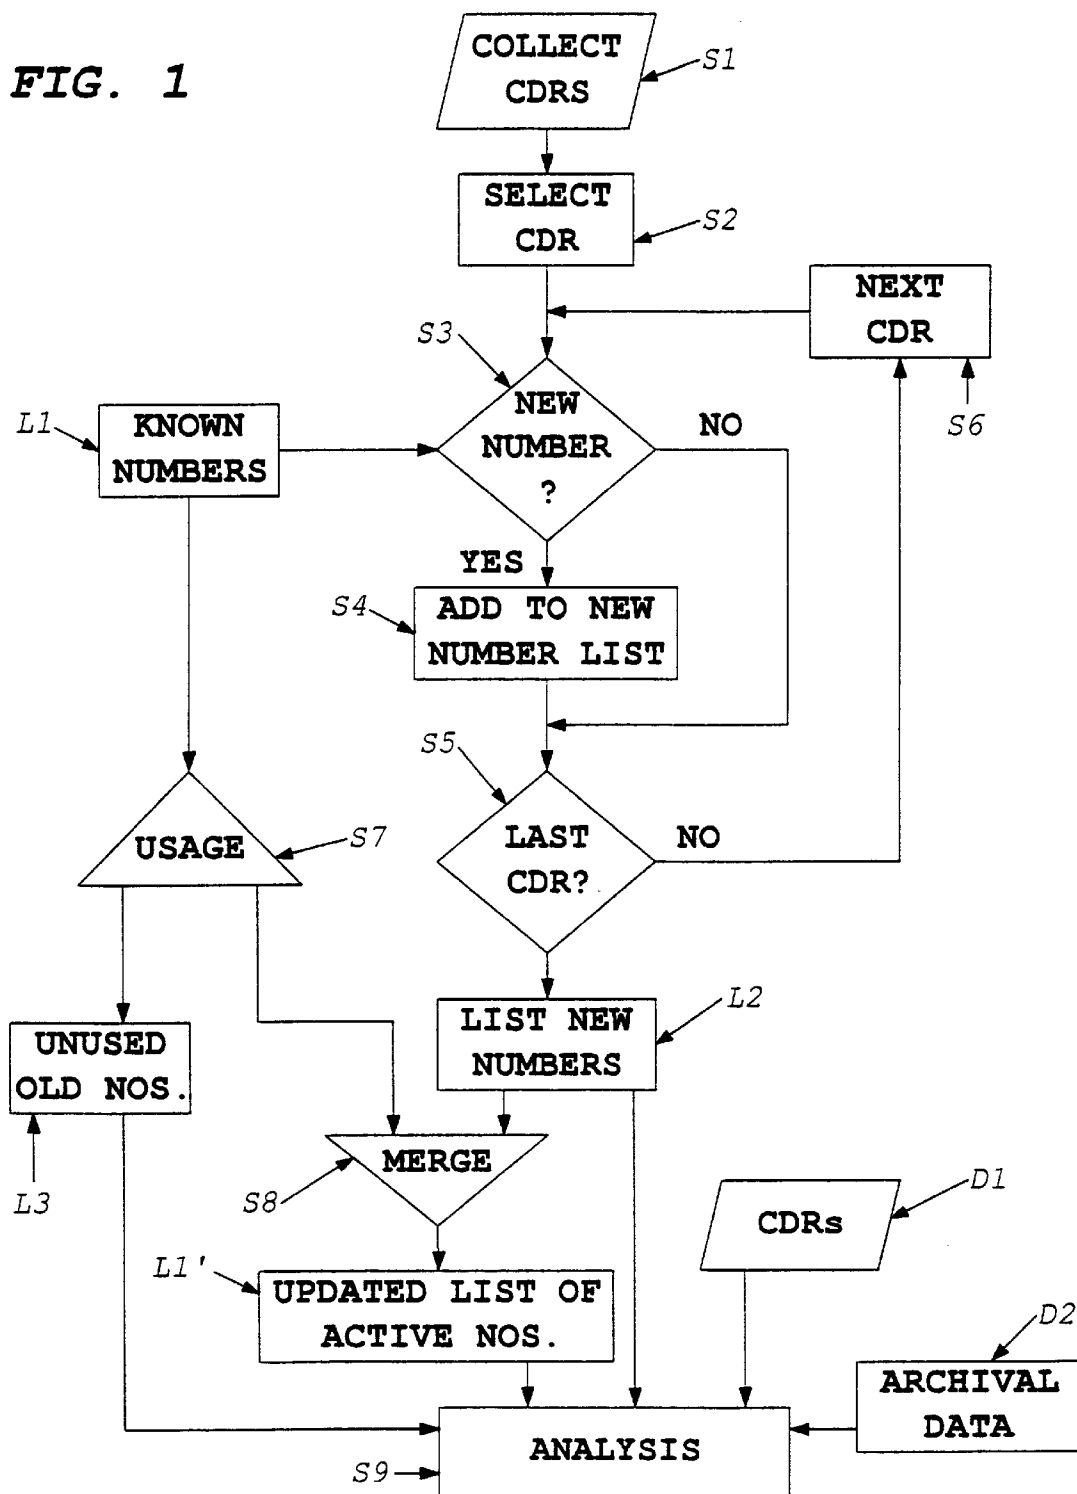 FIG. 1
COLLECT
CDRS
S1
SELECT
CDR
S2
NEXT
CDR
S6
S3
NEW
NUMBER
?
NO
L1
KNOWN
NUMBERS
YES
S4
ADD TO NEW
NUMBER LIST
S5
LAST
CDR?
NO
USAGE
S7
LIST NEW
NUMBERS
L2
UNUSED
OLD NOS.
L3
MERGE
S8
CDRs
D1
L1'
UPDATED LIST OF
ACTIVE NOS.
D2
ARCHIVAL
DATA
ANALYSIS
S9